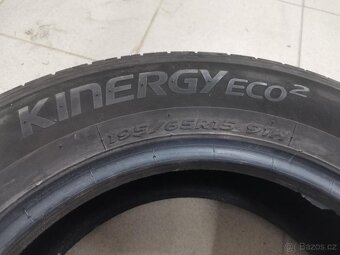 KINERGY ECO²
195/65R15 91H
Bazos.cz